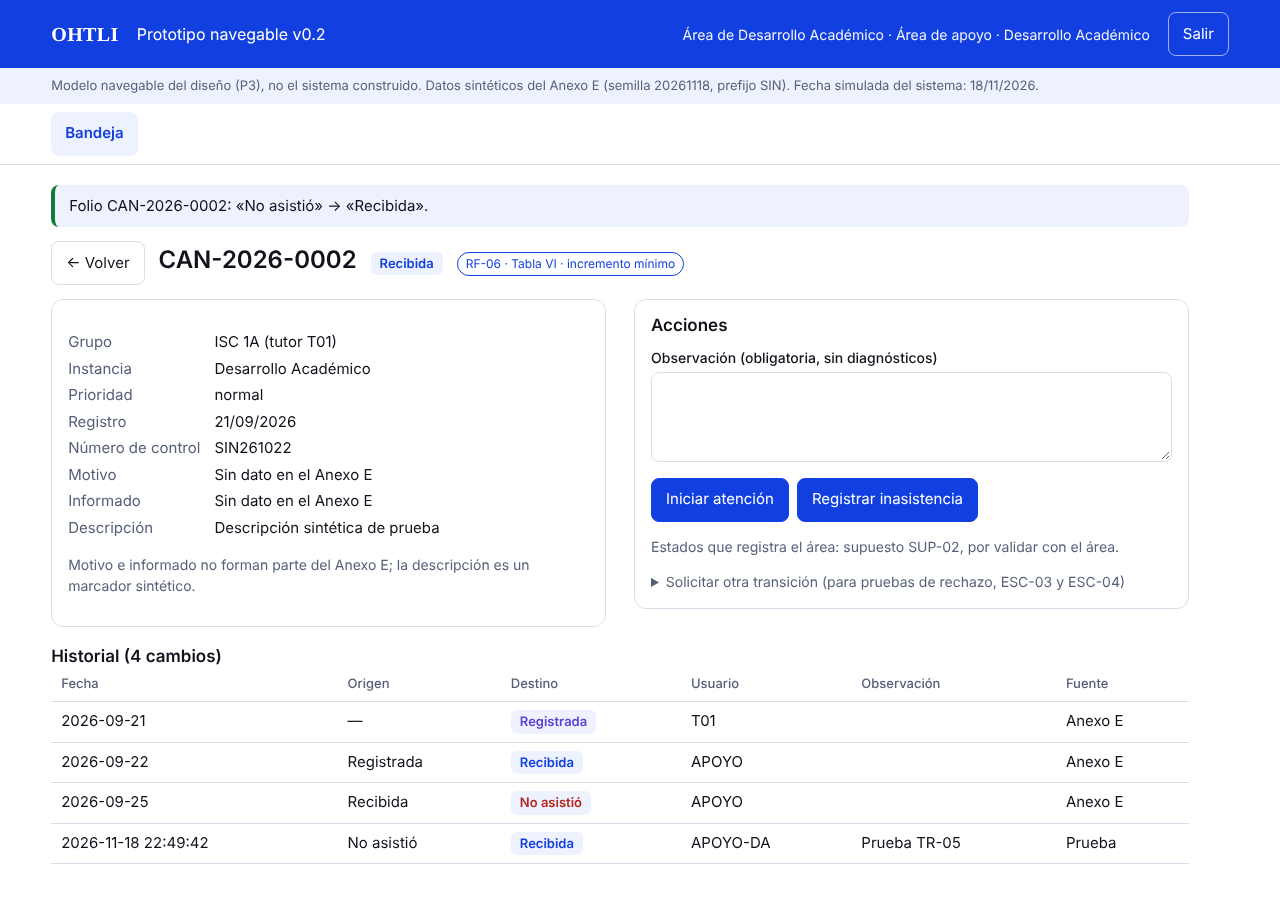 OHTLI Prototipo navegable v0.2 Área de Desarrollo Académico · Área de apoyo · Desarrollo Académico Salir
Modelo navegable del diseño (P3), no el sistema construido. Datos sintéticos del Anexo E (semilla 20261118, prefijo SIN). Fecha simulada del sistema: 18/11/2026.
Bandeja
Folio CAN-2026-0002: «No asistió» → «Recibida».
← Volver CAN-2026-0002 Recibida RF-06 · Tabla VI · incremento mínimo
Grupo ISC 1A (tutor T01)
Instancia Desarrollo Académico
Prioridad normal
Registro 21/09/2026
Número de control SIN261022
Motivo Sin dato en el Anexo E
Informado Sin dato en el Anexo E
Descripción Descripción sintética de prueba
Motivo e informado no forman parte del Anexo E; la descripción es un
marcador sintético.
Acciones
Observación (obligatoria, sin diagnósticos)
Iniciar atención Registrar inasistencia
Estados que registra el área: supuesto SUP-02, por validar con el área.
▶ Solicitar otra transición (para pruebas de rechazo, ESC-03 y ESC-04)
Historial (4 cambios)
Fecha Origen Destino Usuario Observación Fuente
2026-09-21 — Registrada T01 Anexo E
2026-09-22 Registrada Recibida APOYO Anexo E
2026-09-25 Recibida No asistió APOYO Anexo E
2026-11-18 22:49:42 No asistió Recibida APOYO-DA Prueba TR-05 Prueba